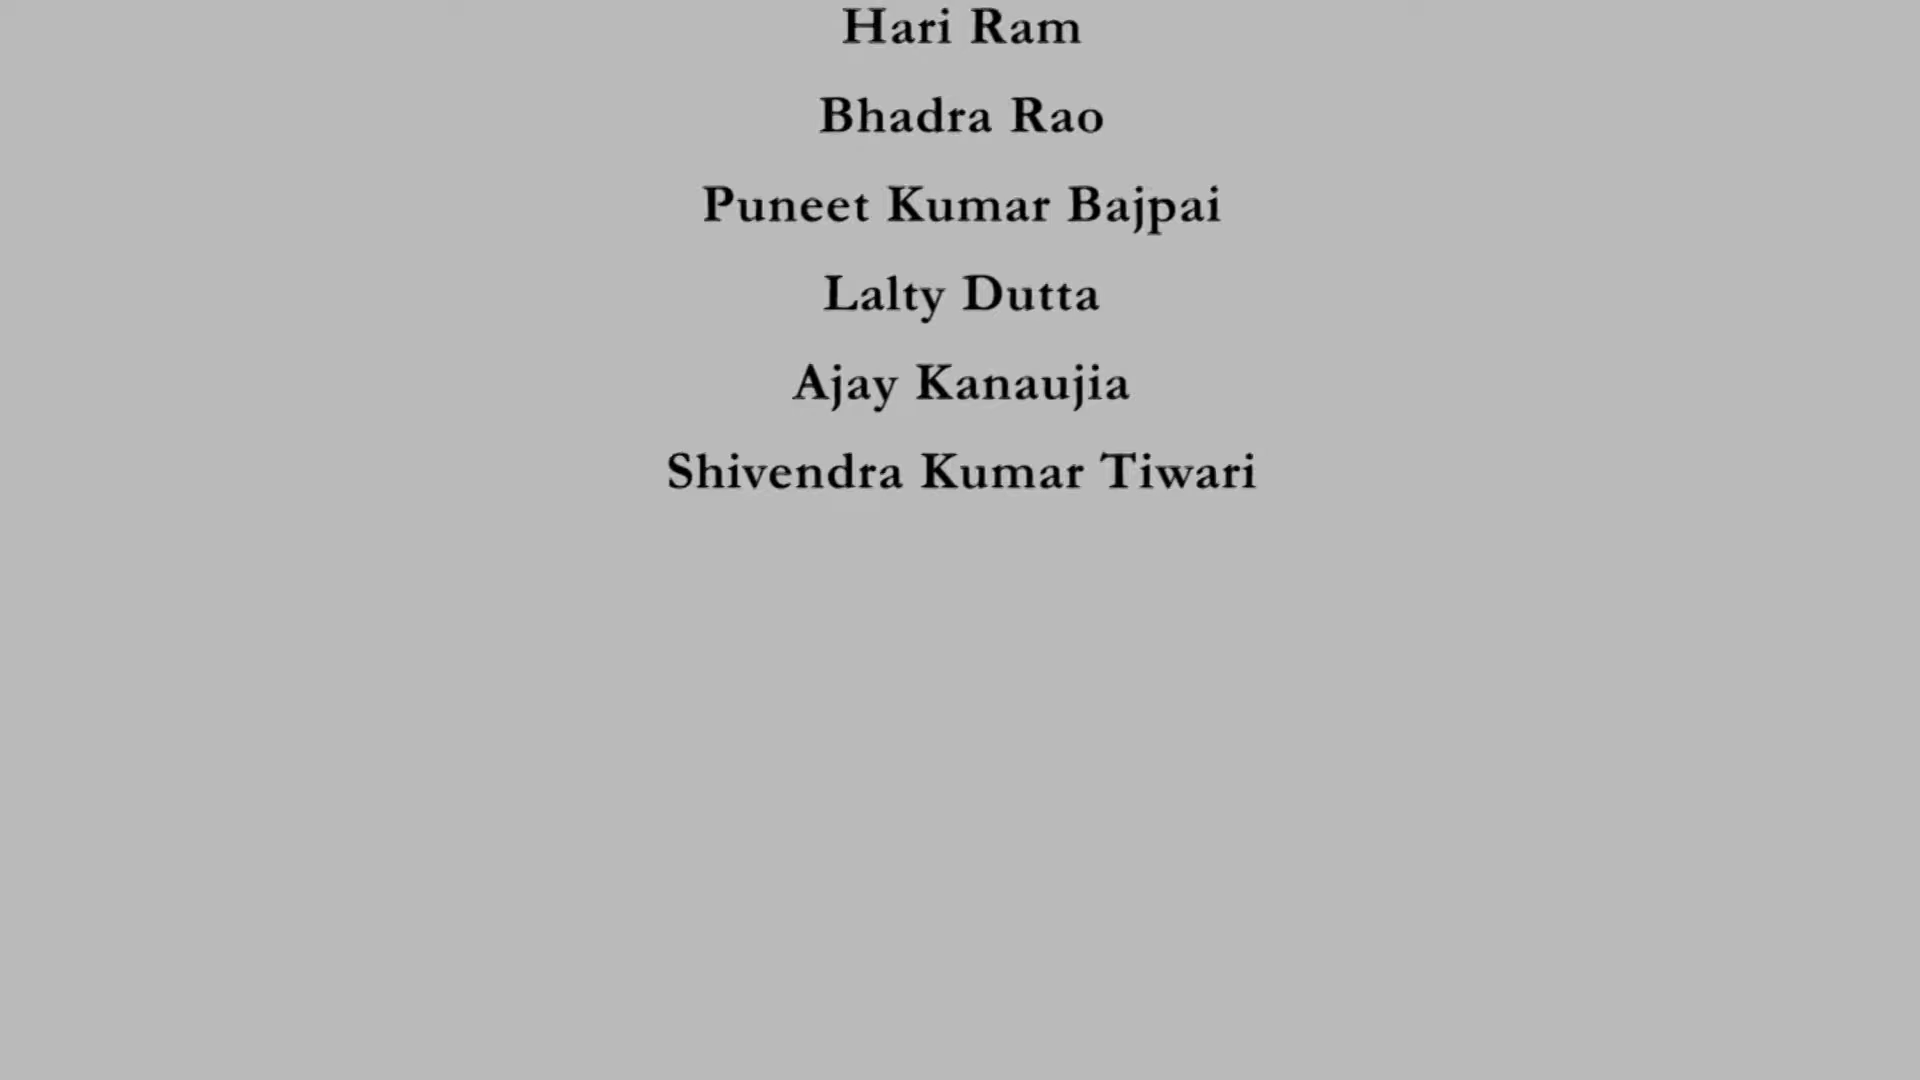 Hari Ram
Bhadra Rao
Puneet Kumar Bajpai
Lalty Dutta
Ajay Kanaujia
Shivendra Kumar Tiwari